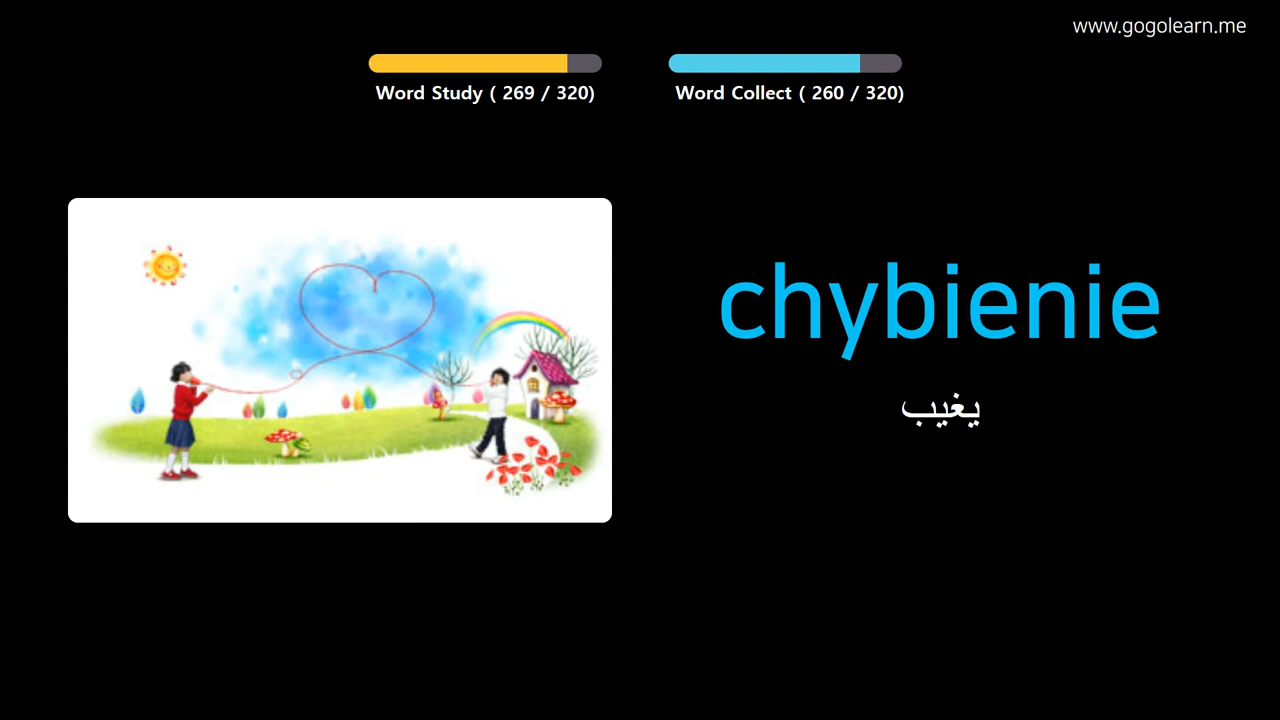 www.gogolearn.me
Word Study ( 269 / 320)
Word Collect ( 260 / 320)
chybienie
يغيب